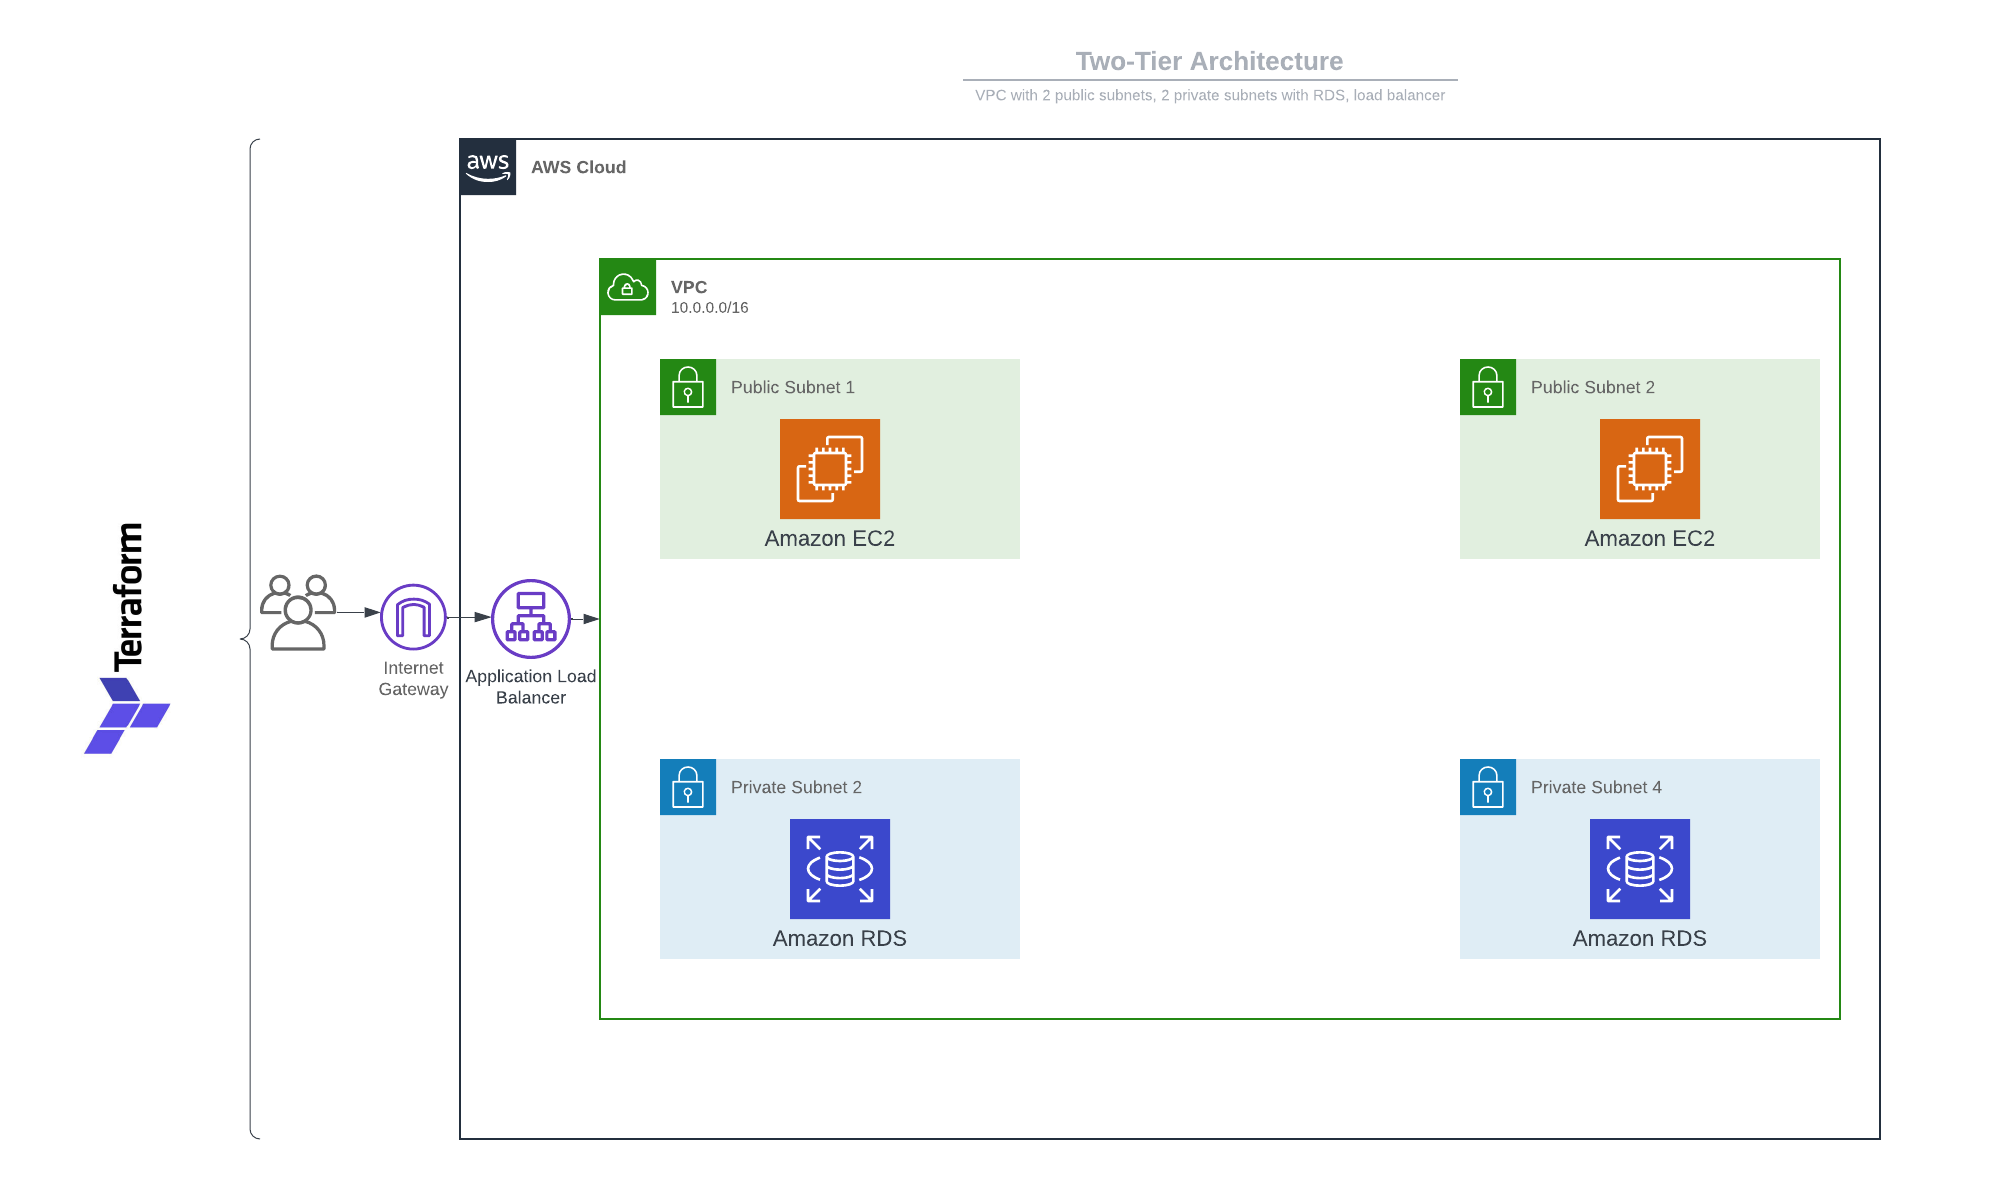 Two-Tier Architecture
VPC with 2 public subnets, 2 private subnets with RDS, load balancer
aws
AWS Cloud
VPC
10.0.0.0/16
Public Subnet 1
Amazon EC2
Public Subnet 2
Amazon EC2
Terraform
Internet
Gateway
Application Load
Balancer
Private Subnet 2
Amazon RDS
Private Subnet 4
Amazon RDS